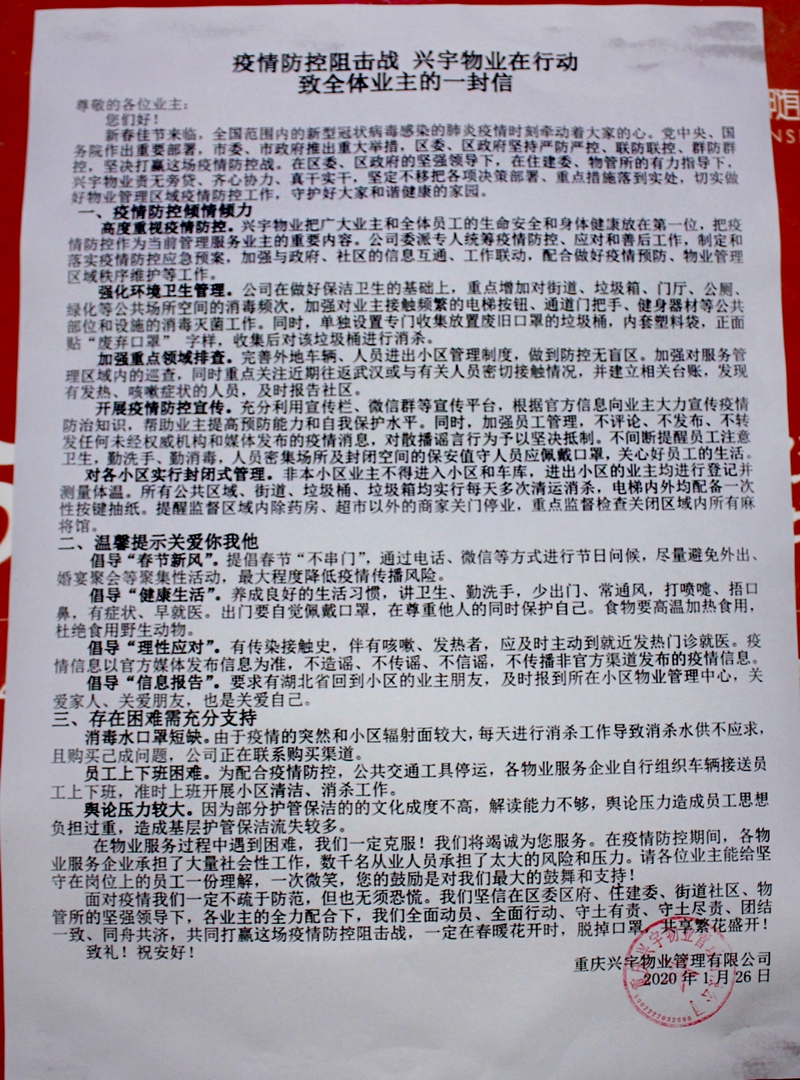 疫情防控阻击战 兴宇物业在行动
致全体业主的一封信
尊敬的各位业主：
您们好！
新春佳节来临，全国范围内的新型冠状病毒感染的肺炎疫情时刻牵动着大家的心。党中央、国
务院作出重要部署，市委、市政府推出重大举措，区委、区政府坚持严防严控、联防联控、群防群
控，坚决打赢这场疫情防控战。在区委、区政府的坚强领导下，在住建委、物管所的有力指导下，
兴宇物业责无旁贷、齐心协力、真干实干，坚定不移把各项决策部署、重点措施落到实处，切实做
好物业管理区域疫情防控工作，守护好大家和谐健康的家园。
一、疫情防控倾情倾力
高度重视疫情防控。兴宇物业把广大业主和全体员工的生命安全和身体健康放在第一位，把疫
情防控作为当前管理服务业主的重要内容。公司委派专人统筹疫情防控、应对和善后工作，制定和
落实疫情防控应急预案，加强与政府、社区的信息互通、工作联动，配合做好疫情预防、物业管理
区域秩序维护等工作。
强化环境卫生管理。公司在做好保洁卫生的基础上，重点增加对街道、垃圾箱、门厅、公厕、
绿化等公共场所空间的消毒频次，加强对业主接触频繁的电梯按钮、通道门把手、健身器材等公共
部位和设施的消毒灭菌工作。同时，单独设置专门收集放置废旧口罩的垃圾桶，内套塑料袋，正面
贴“废弃口罩” 字样，收集后对该垃圾桶进行消杀。
加强重点领域排查。完善外地车辆、人员进出小区管理制度，做到防控无盲区。加强对服务管
理区域内的巡查，同时重点关注近期往返武汉或与有关人员密切接触情况，并建立相关台账，发现
有发热、咳嗽症状的人员，及时报告社区。
开展疫情防控宣传。充分利用宣传栏、微信群等宣传平台，根据官方信息向业主大力宣传疫情
防治知识，帮助业主提高预防能力和自我保护水平。同时，加强员工管理，不评论、不发布、不转
发任何未经权威机构和媒体发布的疫情消息，对散播谣言行为予以坚决抵制。不间断提醒员工注意
卫生，勤洗手、勤消毒，人员密集场所及封闭空间的保安值守人员应佩戴口罩，关心好员工的生活。
对各小区实行封闭式管理。非本小区业主不得进入小区和车库，进出小区的业主均进行登记并
测量体温。所有公共区域、街道、垃圾桶、垃圾箱均实行每天多次清运消杀，电梯内外均配备一次
性按键抽纸。提醒监督区域内除药房、超市以外的商家关门停业，重点监督检查关闭区域内所有麻
将馆。
二、温馨提示关爱你我他
倡导“春节新风”。提倡春节“不串门”，通过电话、微信等方式进行节日问候，尽量避免外出、
婚宴聚会等聚集性活动，最大程度降低疫情传播风险。
倡导“健康生活”。养成良好的生活习惯，讲卫生、勤洗手，少出门、常通风，打喷嚏、捂口
鼻，有症状、早就医。出门要自觉佩戴口罩，在尊重他人的同时保护自己。食物要高温加热食用，
杜绝食用野生动物。
倡导“理性应对”。有传染接触史，伴有咳嗽、发热者，应及时主动到就近发热门诊就医。疫
情信息以官方媒体发布信息为准，不造谣、不传谣、不信谣，不传播非官方渠道发布的疫情信息。
倡导“信息报告”。要求有湖北省回到小区的业主朋友，及时报到所在小区物业管理中心，关
爱家人、关爱朋友，也是关爱自己。
三、存在困难需充分支持
消毒水口罩短缺。由于疫情的突然和小区辐射面较大，每天进行消杀工作导致消杀水供不应求，
且购买己成问题，公司正在联系购买渠道。
员工上下班困难。为配合疫情防控，公共交通工具停运，各物业服务企业自行组织车辆接送员
工上下班，准时上班开展小区清洁、消杀工作。
舆论压力较大。因为部分护管保洁的的文化成度不高，解读能力不够，舆论压力造成员工思想
负担过重，造成基层护管保洁流失较多。
在物业服务过程中遇到困难，我们一定克服！我们将竭诚为您服务。在疫情防控期间，各物
业服务企业承担了大量社会性工作，数千名从业人员承担了太大的风险和压力。请各位业主能给坚
守在岗位上的员工一份理解，一次微笑，您的鼓励是对我们最大的鼓舞和支持！
面对疫情我们一定不疏于防范，但也无须恐慌。我们坚信在区委区府、住建委、街道社区、物
管所的坚强领导下，各业主的全力配合下，我们全面动员、全面行动、守土有责、守土尽责、团结
一致、同舟共济，共同打赢这场疫情防控阻击战，一定在春暖花开时，脱掉口罩，共享繁花盛开！
致礼！祝安好！
重庆兴宇物业管理有限公司
2020 年 1 月 26 日